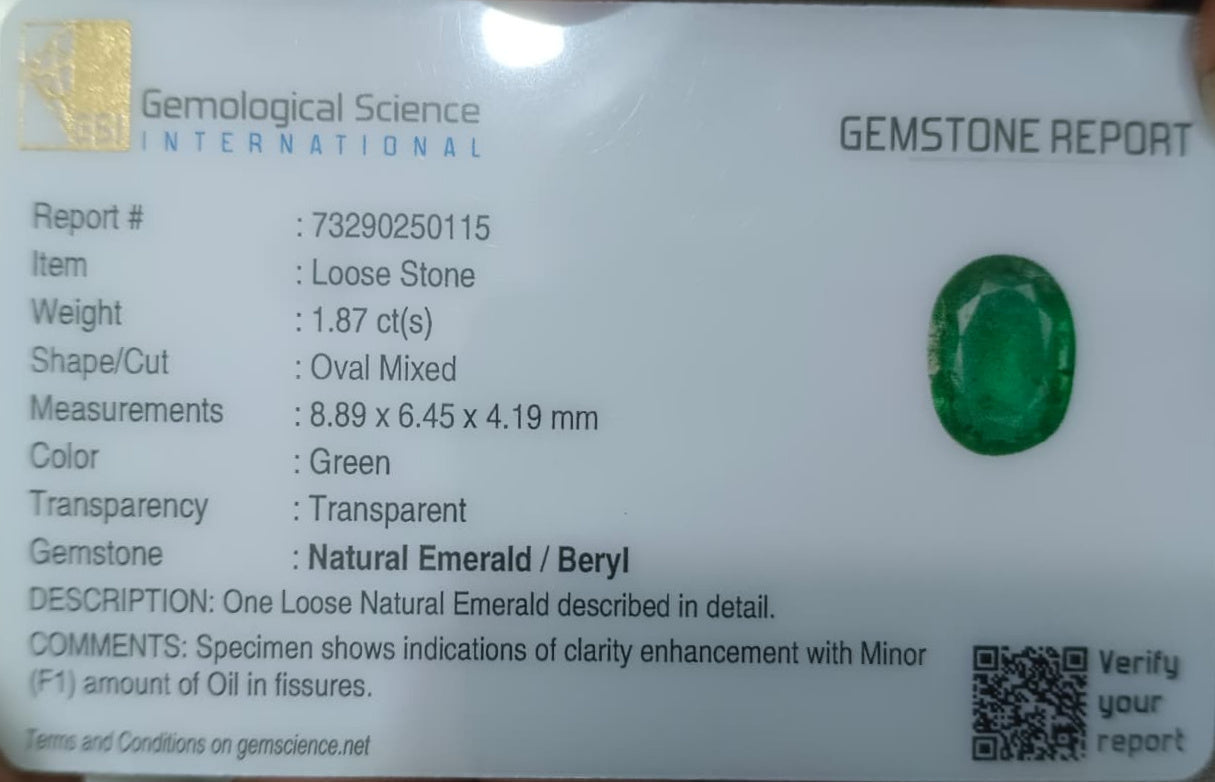 GSI
Gemological Science
INTERNATIONAL
GEMSTONE REPORT
Report # : 73290250115
Item : Loose Stone
Weight : 1.87 ct(s)
Shape/Cut : Oval Mixed
Measurements : 8.89 x 6.45 x 4.19 mm
Color : Green
Transparency : Transparent
Gemstone : Natural Emerald / Beryl
DESCRIPTION: One Loose Natural Emerald described in detail.
COMMENTS: Specimen shows indications of clarity enhancement with Minor
(F1) amount of Oil in fissures.
Verify
your
report
Terms and Conditions on gemscience.net